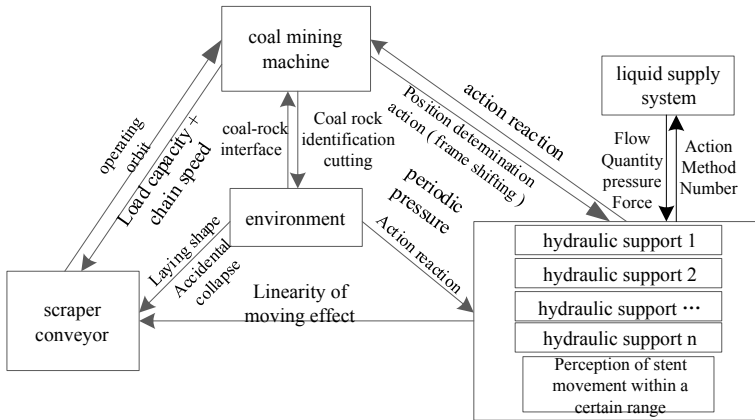 coal mining
machine
liquid supply
system
operating
orbit
Load capacity +
chain speed
coal-rock
interface
Coal rock
identification
cutting
action reaction
Position determination
action ( frame shifting )
Flow
Quantity
pressure
Force
Action
Method
Number
environment
periodic
pressure
Laying shape
Accidental
collapse
Action reaction
hydraulic support 1
hydraulic support 2
hydraulic support ⋯
hydraulic support n
Perception of stent
movement within a
certain range
scraper
conveyor
Linearity of
moving effect